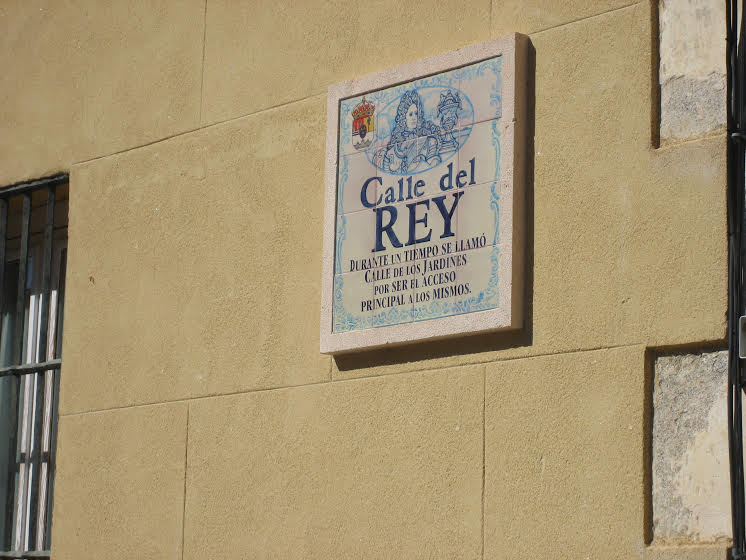 Calle del
REY
DURANTE UN TIEMPO SE LLAMÓ
CALLE DE LOS JARDINES
POR SER EL ACCESO
PRINCIPAL A LOS MISMOS.